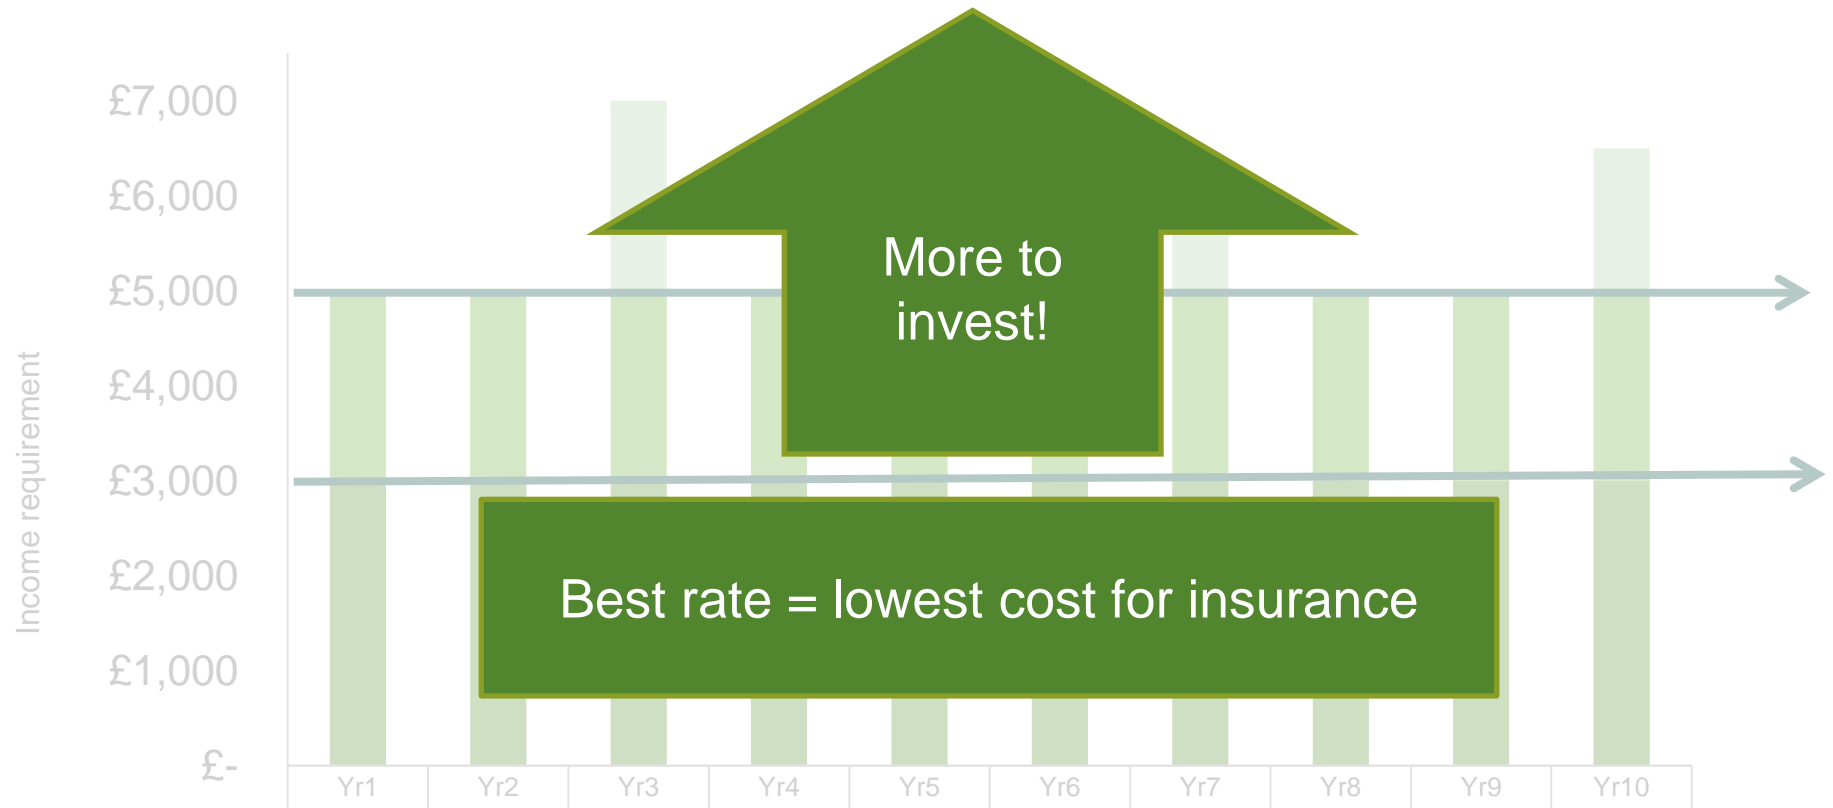 £7,000
£6,000
£5,000
£4,000
£3,000
£2,000
£1,000
£-
Income requirement
More to
invest!
Best rate = lowest cost for insurance
Yr1 Yr2 Yr3 Yr4 Yr5 Yr6 Yr7 Yr8 Yr9 Yr10